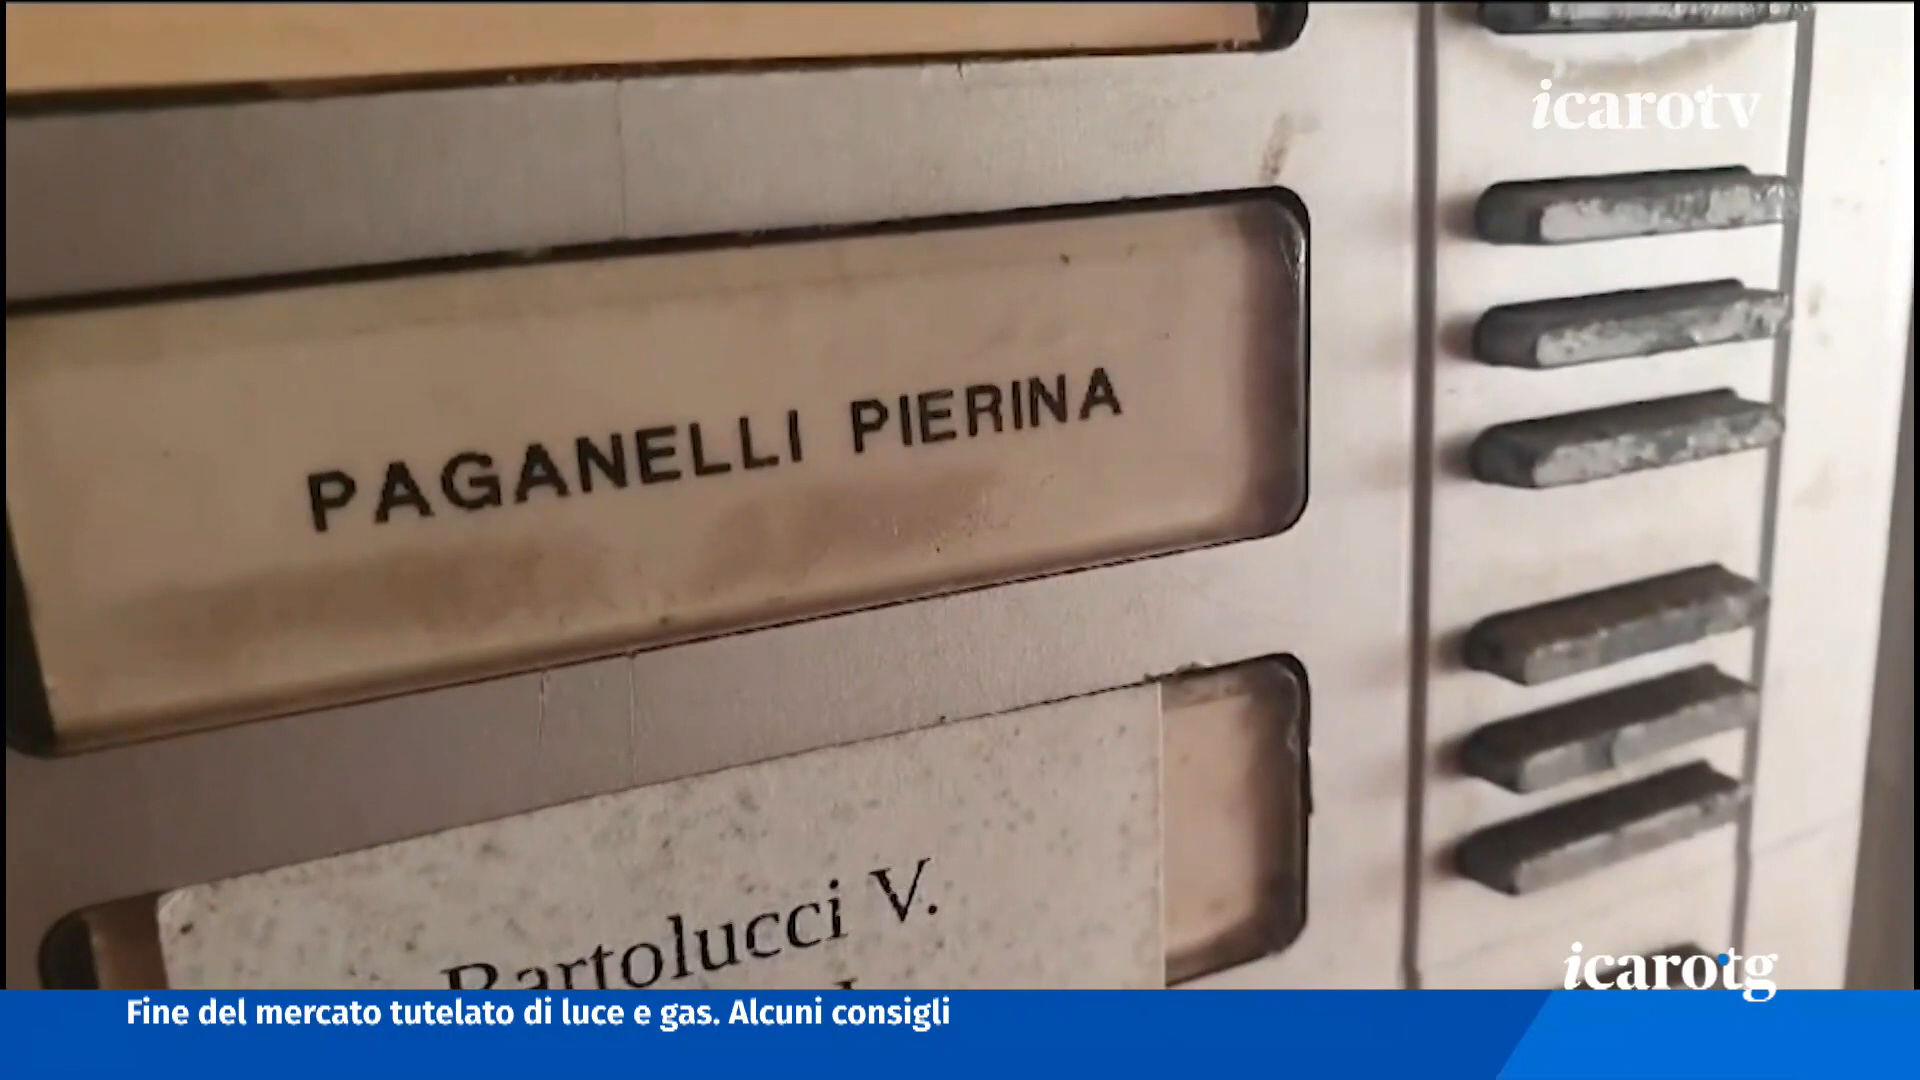 icarotv
PAGANELLI PIERINA
Bartolucci V.
icarotg
Fine del mercato tutelato di luce e gas. Alcuni consigli